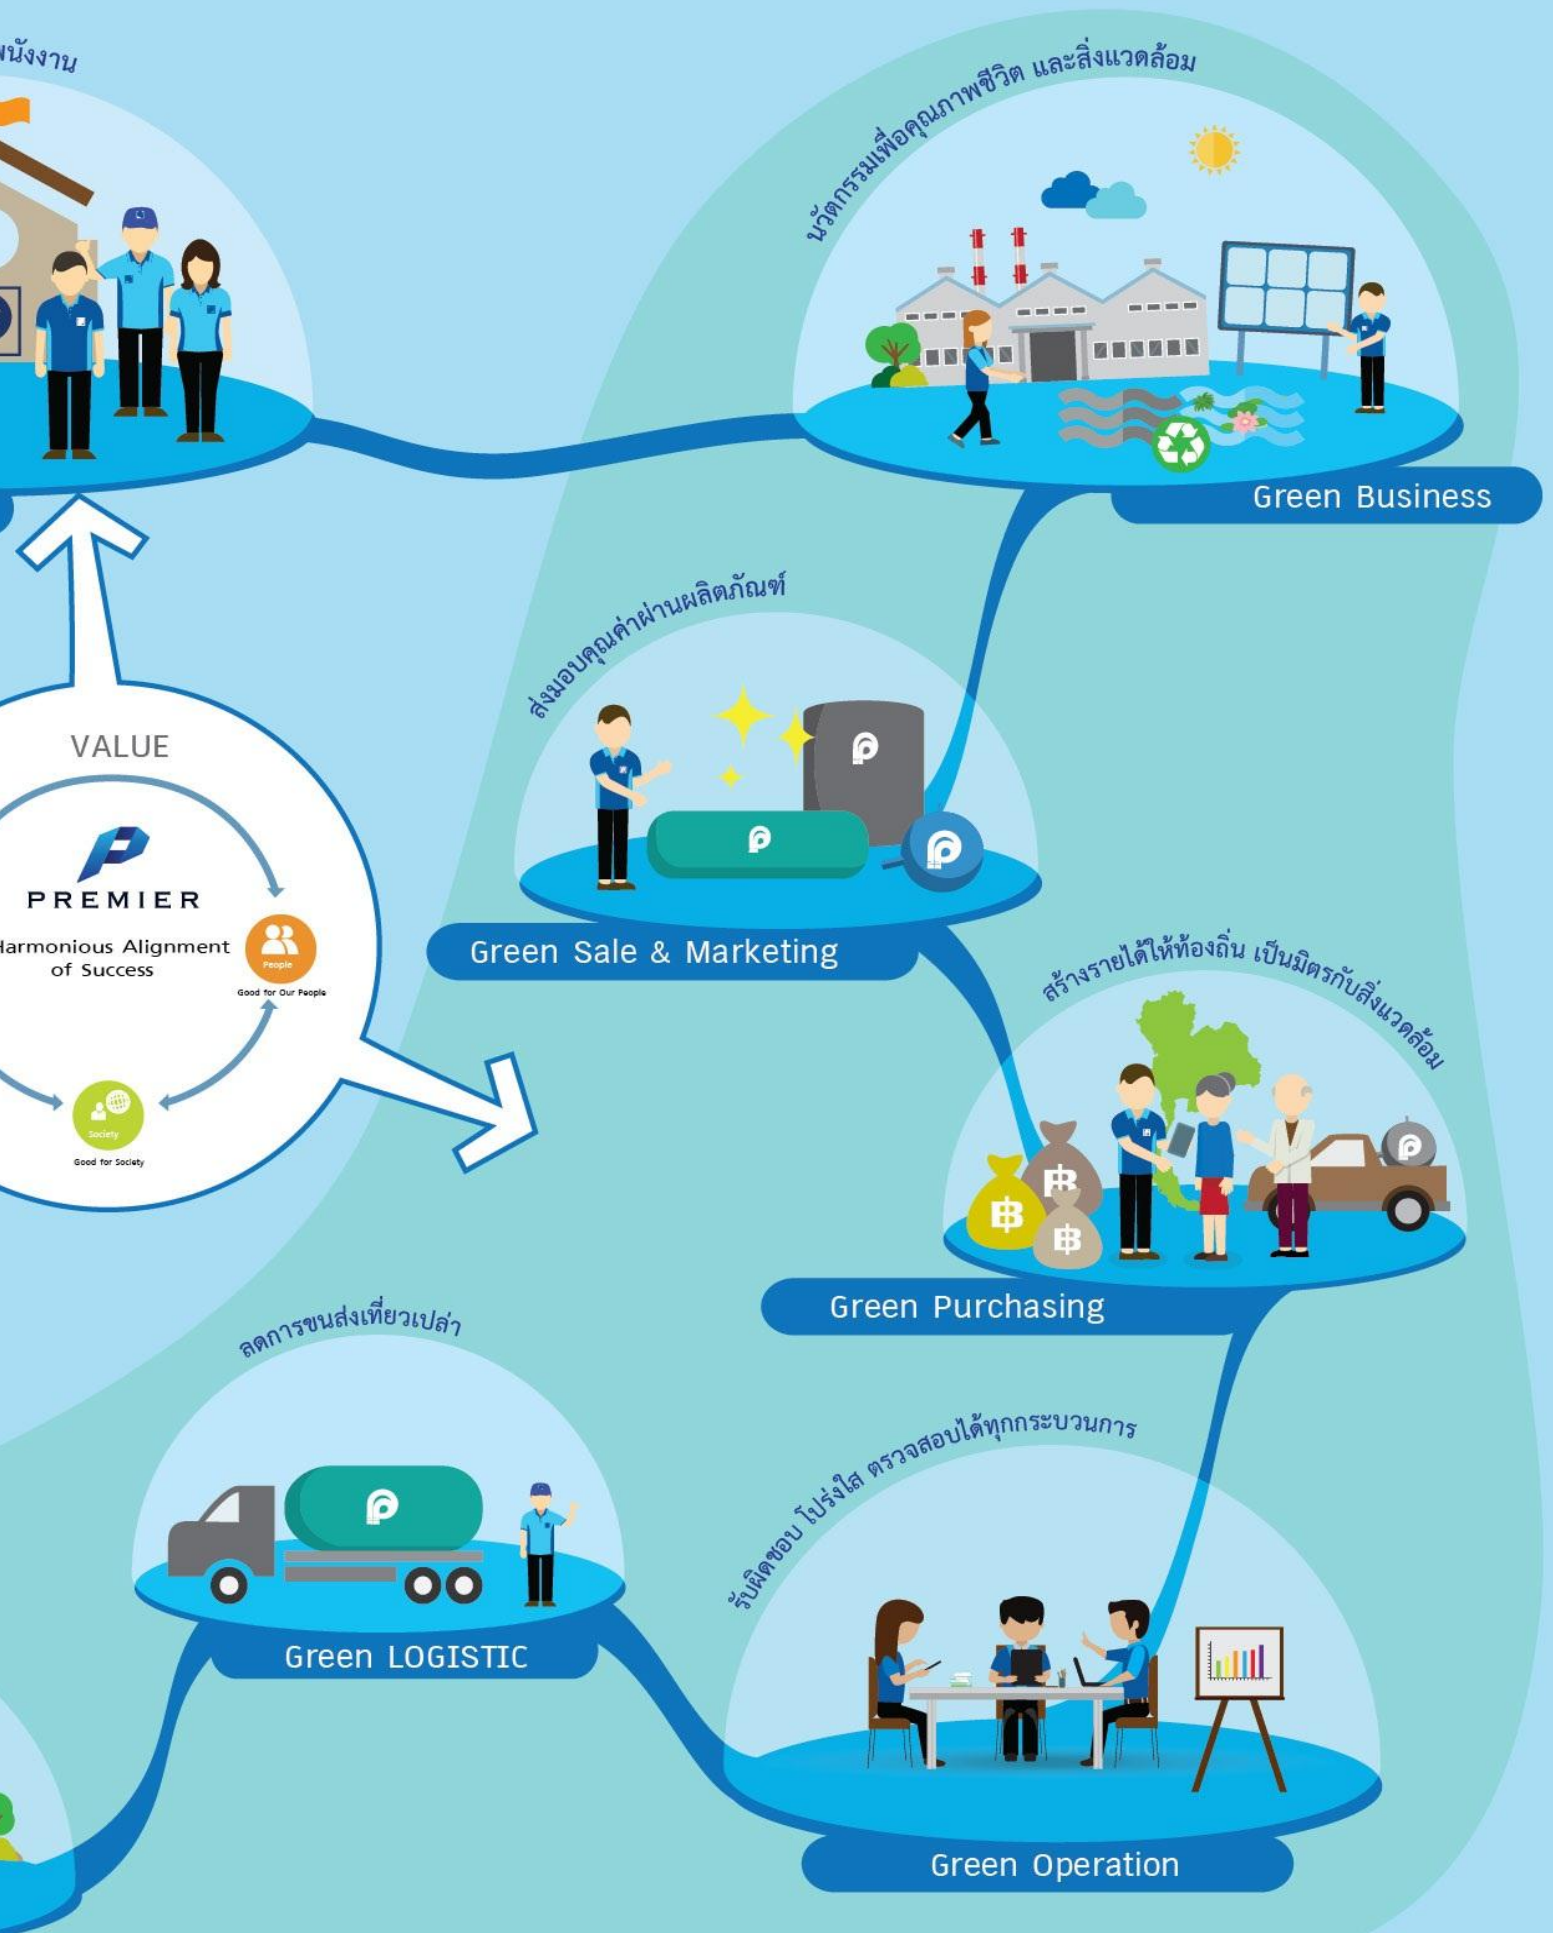 นวัตกรรมเพื่อคุณภาพชีวิต และสิ่งแวดล้อม
Green Business
ส่งมอบคุณค่าผ่านผลิตภัณฑ์
VALUE
PREMIER
Harmonious Alignment
of Success
People
Good for Our People
Society
Good for Society
Green Sale & Marketing
สร้างรายได้ให้ท้องถิ่น เป็นมิตรกับสิ่งแวดล้อม
Green Purchasing
ลดการขนส่งเที่ยวเปล่า
Green LOGISTIC
รับผิดชอบ โปร่งใส ตรวจสอบได้ทุกกระบวนการ
Green Operation